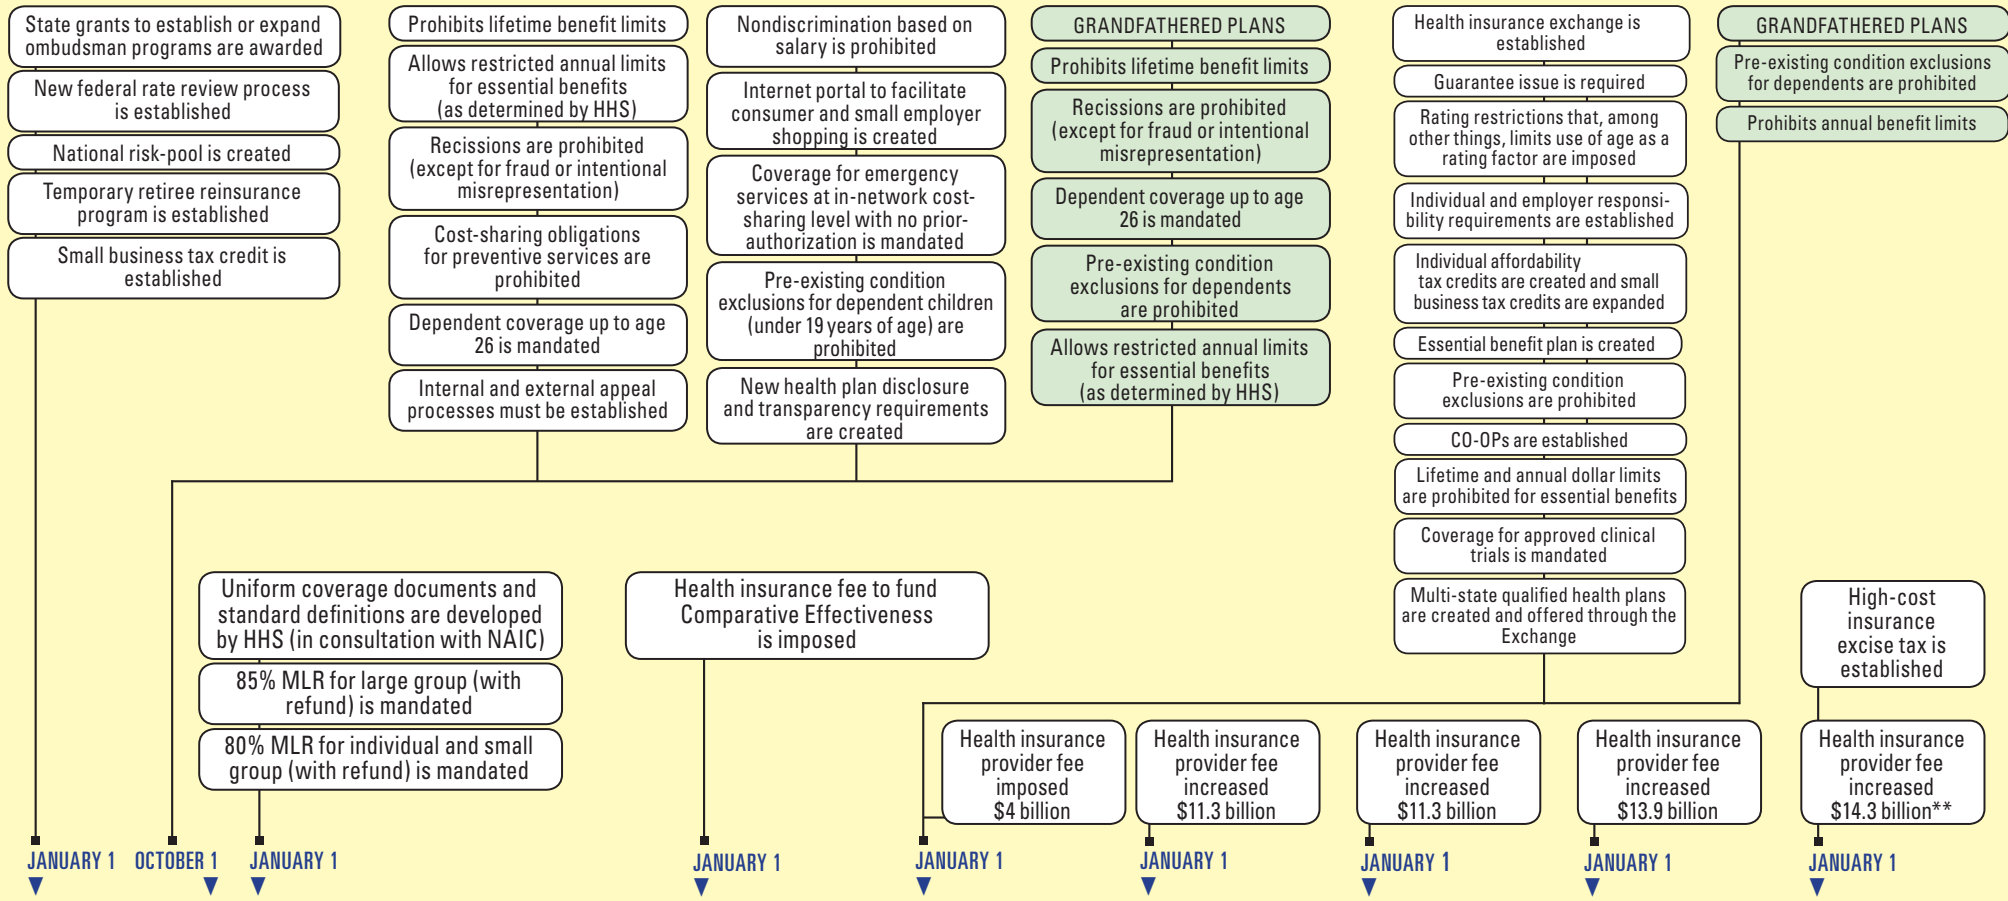 State grants to establish or expand
ombudsman programs are awarded
New federal rate review process
is established
National risk-pool is created
Temporary retiree reinsurance
program is established
Small business tax credit is
established
Prohibits lifetime benefit limits
Allows restricted annual limits
for essential benefits
(as determined by HHS)
Recissions are prohibited
(except for fraud or intentional
misrepresentation)
Cost-sharing obligations
for preventive services are
prohibited
Dependent coverage up to age
26 is mandated
Internal and external appeal
processes must be established
Nondiscrimination based on
salary is prohibited
Internet portal to facilitate
consumer and small employer
shopping is created
Coverage for emergency
services at in-network cost-
sharing level with no prior-
authorization is mandated
Pre-existing condition
exclusions for dependent children
(under 19 years of age) are
prohibited
New health plan disclosure
and transparency requirements
are created
GRANDFATHERED PLANS
Prohibits lifetime benefit limits
Recissions are prohibited
(except for fraud or intentional
misrepresentation)
Dependent coverage up to age
26 is mandated
Pre-existing condition
exclusions for dependents
are prohibited
Allows restricted annual limits
for essential benefits
(as determined by HHS)
Health insurance exchange is
established
Guarantee issue is required
Rating restrictions that, among
other things, limits use of age as a
rating factor are imposed
Individual and employer responsi-
bility requirements are established
Individual affordability
tax credits are created and small
business tax credits are expanded
Essential benefit plan is created
Pre-existing condition
exclusions are prohibited
CO-OPs are established
Lifetime and annual dollar limits
are prohibited for essential benefits
Coverage for approved clinical
trials is mandated
Multi-state qualified health plans
are created and offered through the
Exchange
GRANDFATHERED PLANS
Pre-existing condition exclusions
for dependents are prohibited
Prohibits annual benefit limits
Uniform coverage documents and
standard definitions are developed
by HHS (in consultation with NAIC)
85% MLR for large group (with
refund) is mandated
80% MLR for individual and small
group (with refund) is mandated
Health insurance fee to fund
Comparative Effectiveness
is imposed
High-cost
insurance
excise tax is
established
Health insurance
provider fee
imposed
$4 billion
Health insurance
provider fee
increased
$11.3 billion
Health insurance
provider fee
increased
$11.3 billion
Health insurance
provider fee
increased
$13.9 billion
Health insurance
provider fee
increased
$14.3 billion**
JANUARY 1
OCTOBER 1
JANUARY 1
JANUARY 1
JANUARY 1
JANUARY 1
JANUARY 1
JANUARY 1
JANUARY 1